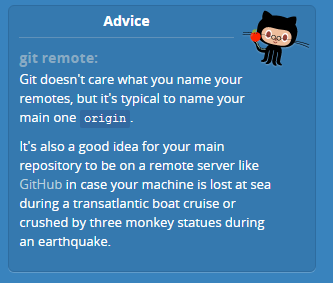 Advice
git remote:
Git doesn't care what you name your
remotes, but it's typical to name your
main one origin.
It's also a good idea for your main
repository to be on a remote server like
GitHub in case your machine is lost at sea
during a transatlantic boat cruise or
crushed by three monkey statues during
an earthquake.